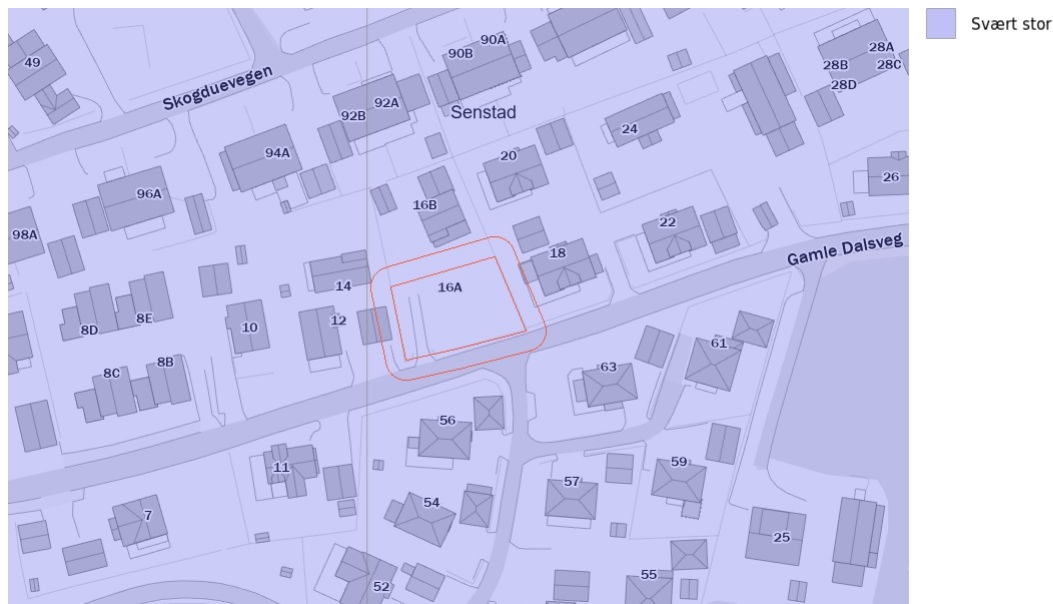 Svært stor
90A
28A
49
90B
28B
28C
28D
Skogduevegen
92A
92B
Senstad
24
94A
20
26
96A
16B
22
98A
18
Gamle Dalsveg
14
16A
8D
8E
10
12
61
8B
8C
63
56
11
59
57
54
7
25
52
55